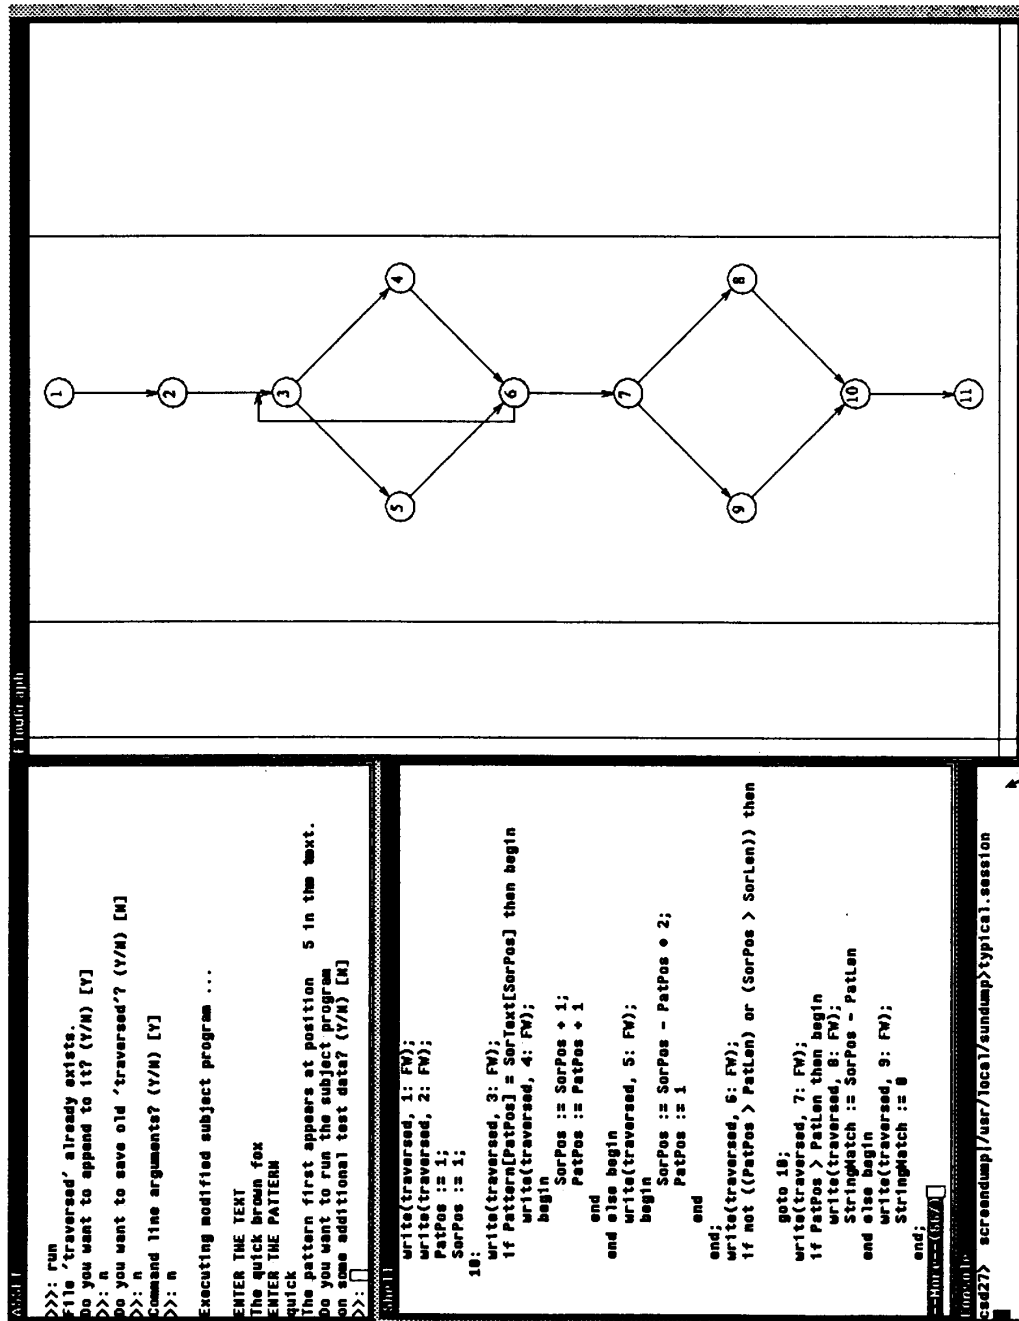 ASSET
>>: run
File 'traversed' already exists.
Do you want to append to it? (Y/N) [Y]
>>: n
Do you want to save old 'traversed'? (Y/N) [N]
>>: n
Command line arguments? (Y/N) [Y]
>>: n
Executing modified subject program ...
ENTER THE TEXT
The quick brown fox
ENTER THE PATTERN
quick
The pattern first appears at position 5 in the text.
Do you want to run the subject program
on some additional test data? (Y/N) [N]
>>:
Shell
write(traversed, 1: FW);
write(traversed, 2: FW);
PatPos := 1;
SorPos := 1;
10:
write(traversed, 3: FW);
if Pattern[PatPos] = SorText[SorPos] then begin
write(traversed, 4: FW);
begin
SorPos := SorPos + 1;
PatPos := PatPos + 1
end
end else begin
write(traversed, 5: FW);
begin
SorPos := SorPos - PatPos + 2;
PatPos := 1
end
end;
write(traversed, 6: FW);
if not ((PatPos > PatLen) or (SorPos > SorLen)) then
goto 10;
write(traversed, 7: FW);
if PatPos > PatLen then begin
write(traversed, 8: FW);
StringMatch := SorPos - PatLen
end else begin
write(traversed, 9: FW);
StringMatch := 0
end;
Console
csd27> screendump|/usr/local/sundump>typical.session
FlowGraph
1
2
3
4
5
6
7
8
9
10
11